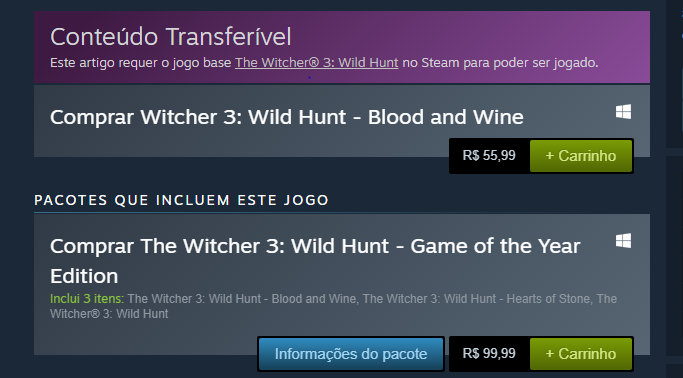 Conteúdo Transferível
Este artigo requer o jogo base The Witcher® 3: Wild Hunt no Steam para poder ser jogado.
Comprar Witcher 3: Wild Hunt - Blood and Wine
R$ 55,99
+ Carrinho
PACOTES QUE INCLUEM ESTE JOGO
Comprar The Witcher 3: Wild Hunt - Game of the Year
Edition
Inclui 3 itens: The Witcher 3: Wild Hunt - Blood and Wine, The Witcher 3: Wild Hunt - Hearts of Stone, The
Witcher® 3: Wild Hunt
Informações do pacote
R$ 99,99
+ Carrinho